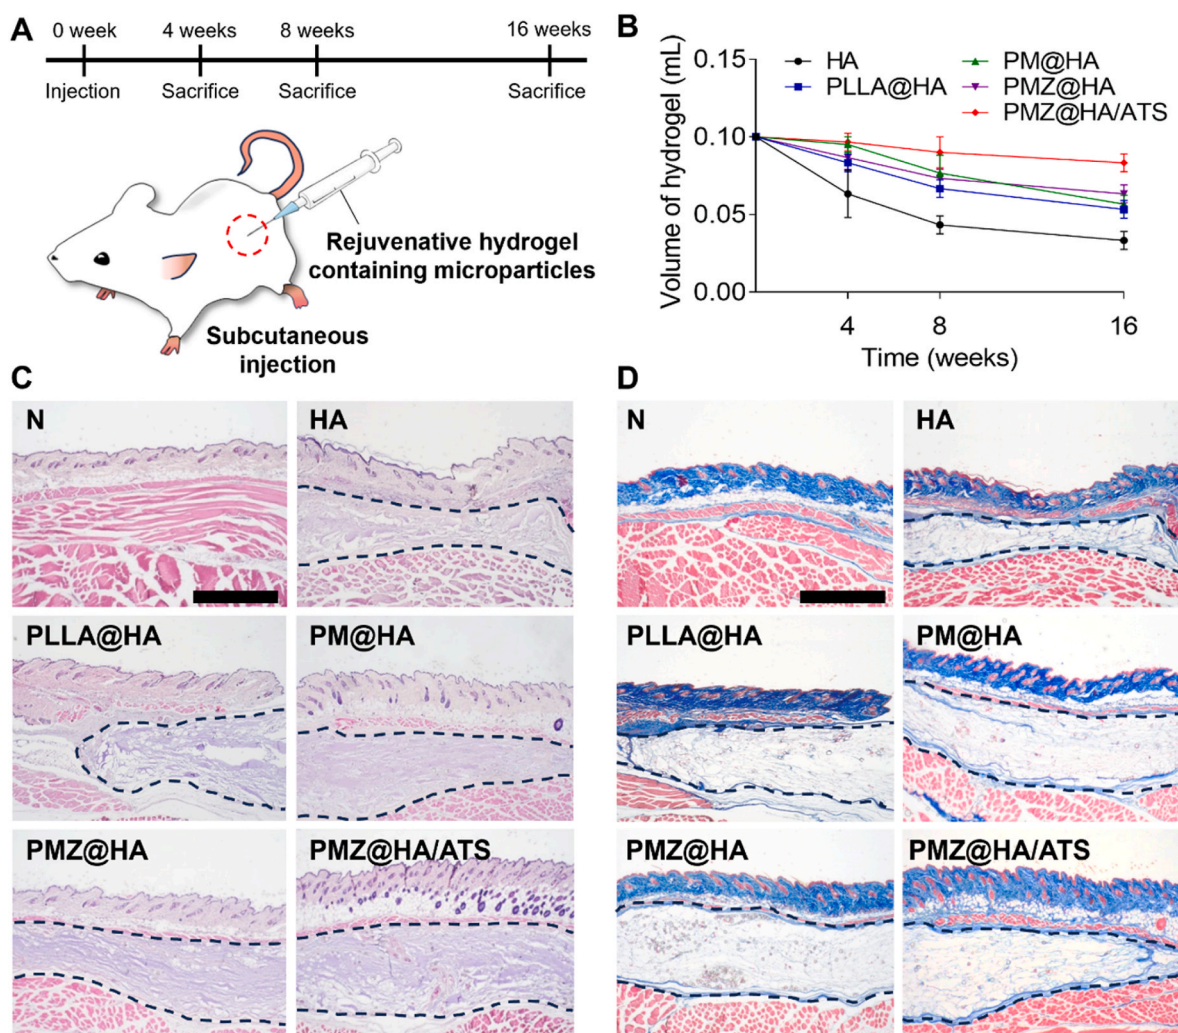 A
0 week
4 weeks
8 weeks
16 weeks
Injection
Sacrifice
Sacrifice
Sacrifice
Rejuvenative hydrogel
containing microparticles
Subcutaneous
injection
B
Volume of hydrogel (mL)
0.15
0.10
0.05
0.00
HA
PLLA@HA
PM@HA
PMZ@HA
PMZ@HA/ATS
4
8
16
Time (weeks)
C
N
HA
PLLA@HA
PM@HA
PMZ@HA
PMZ@HA/ATS
D
N
HA
PLLA@HA
PM@HA
PMZ@HA
PMZ@HA/ATS